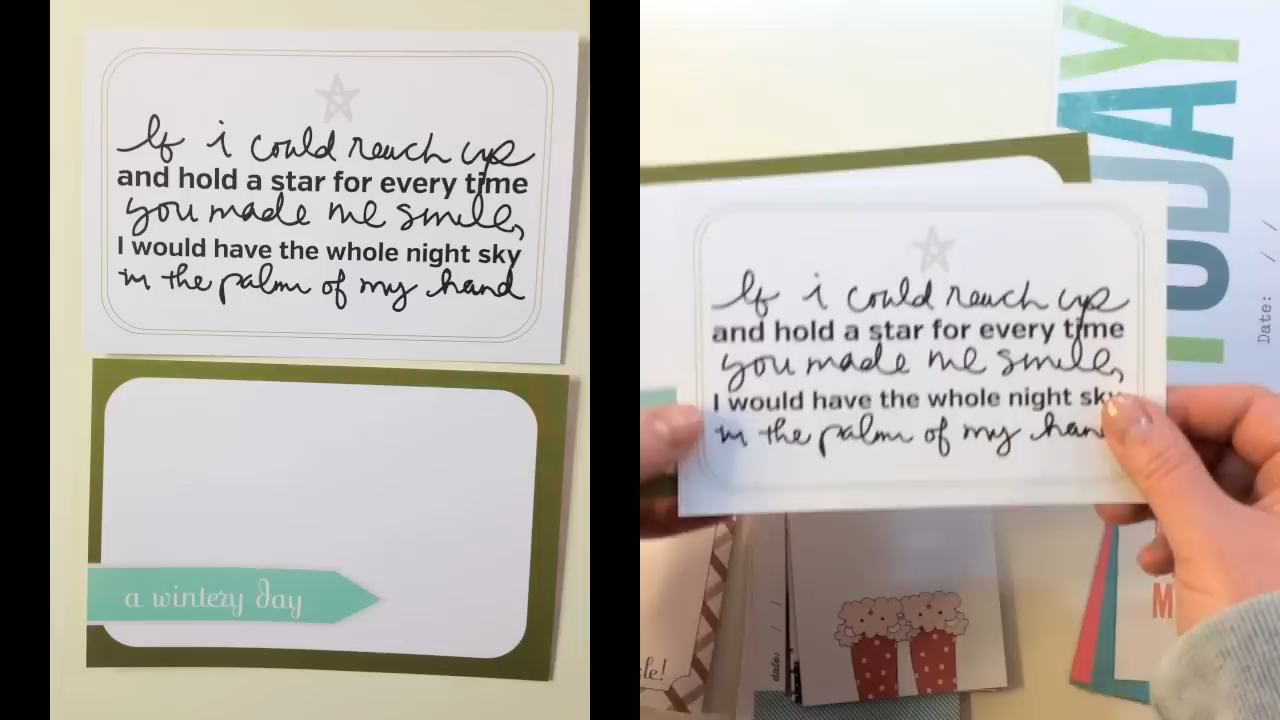 If i could reach up
and hold a star for every time
you made me smile,
I would have the whole night sky
in the palm of my hand
a wintery day
TODAY
Date: / /
If i could reach up
and hold a star for every time
you made me smile,
I would have the whole night sky
in the palm of my hand
date: /